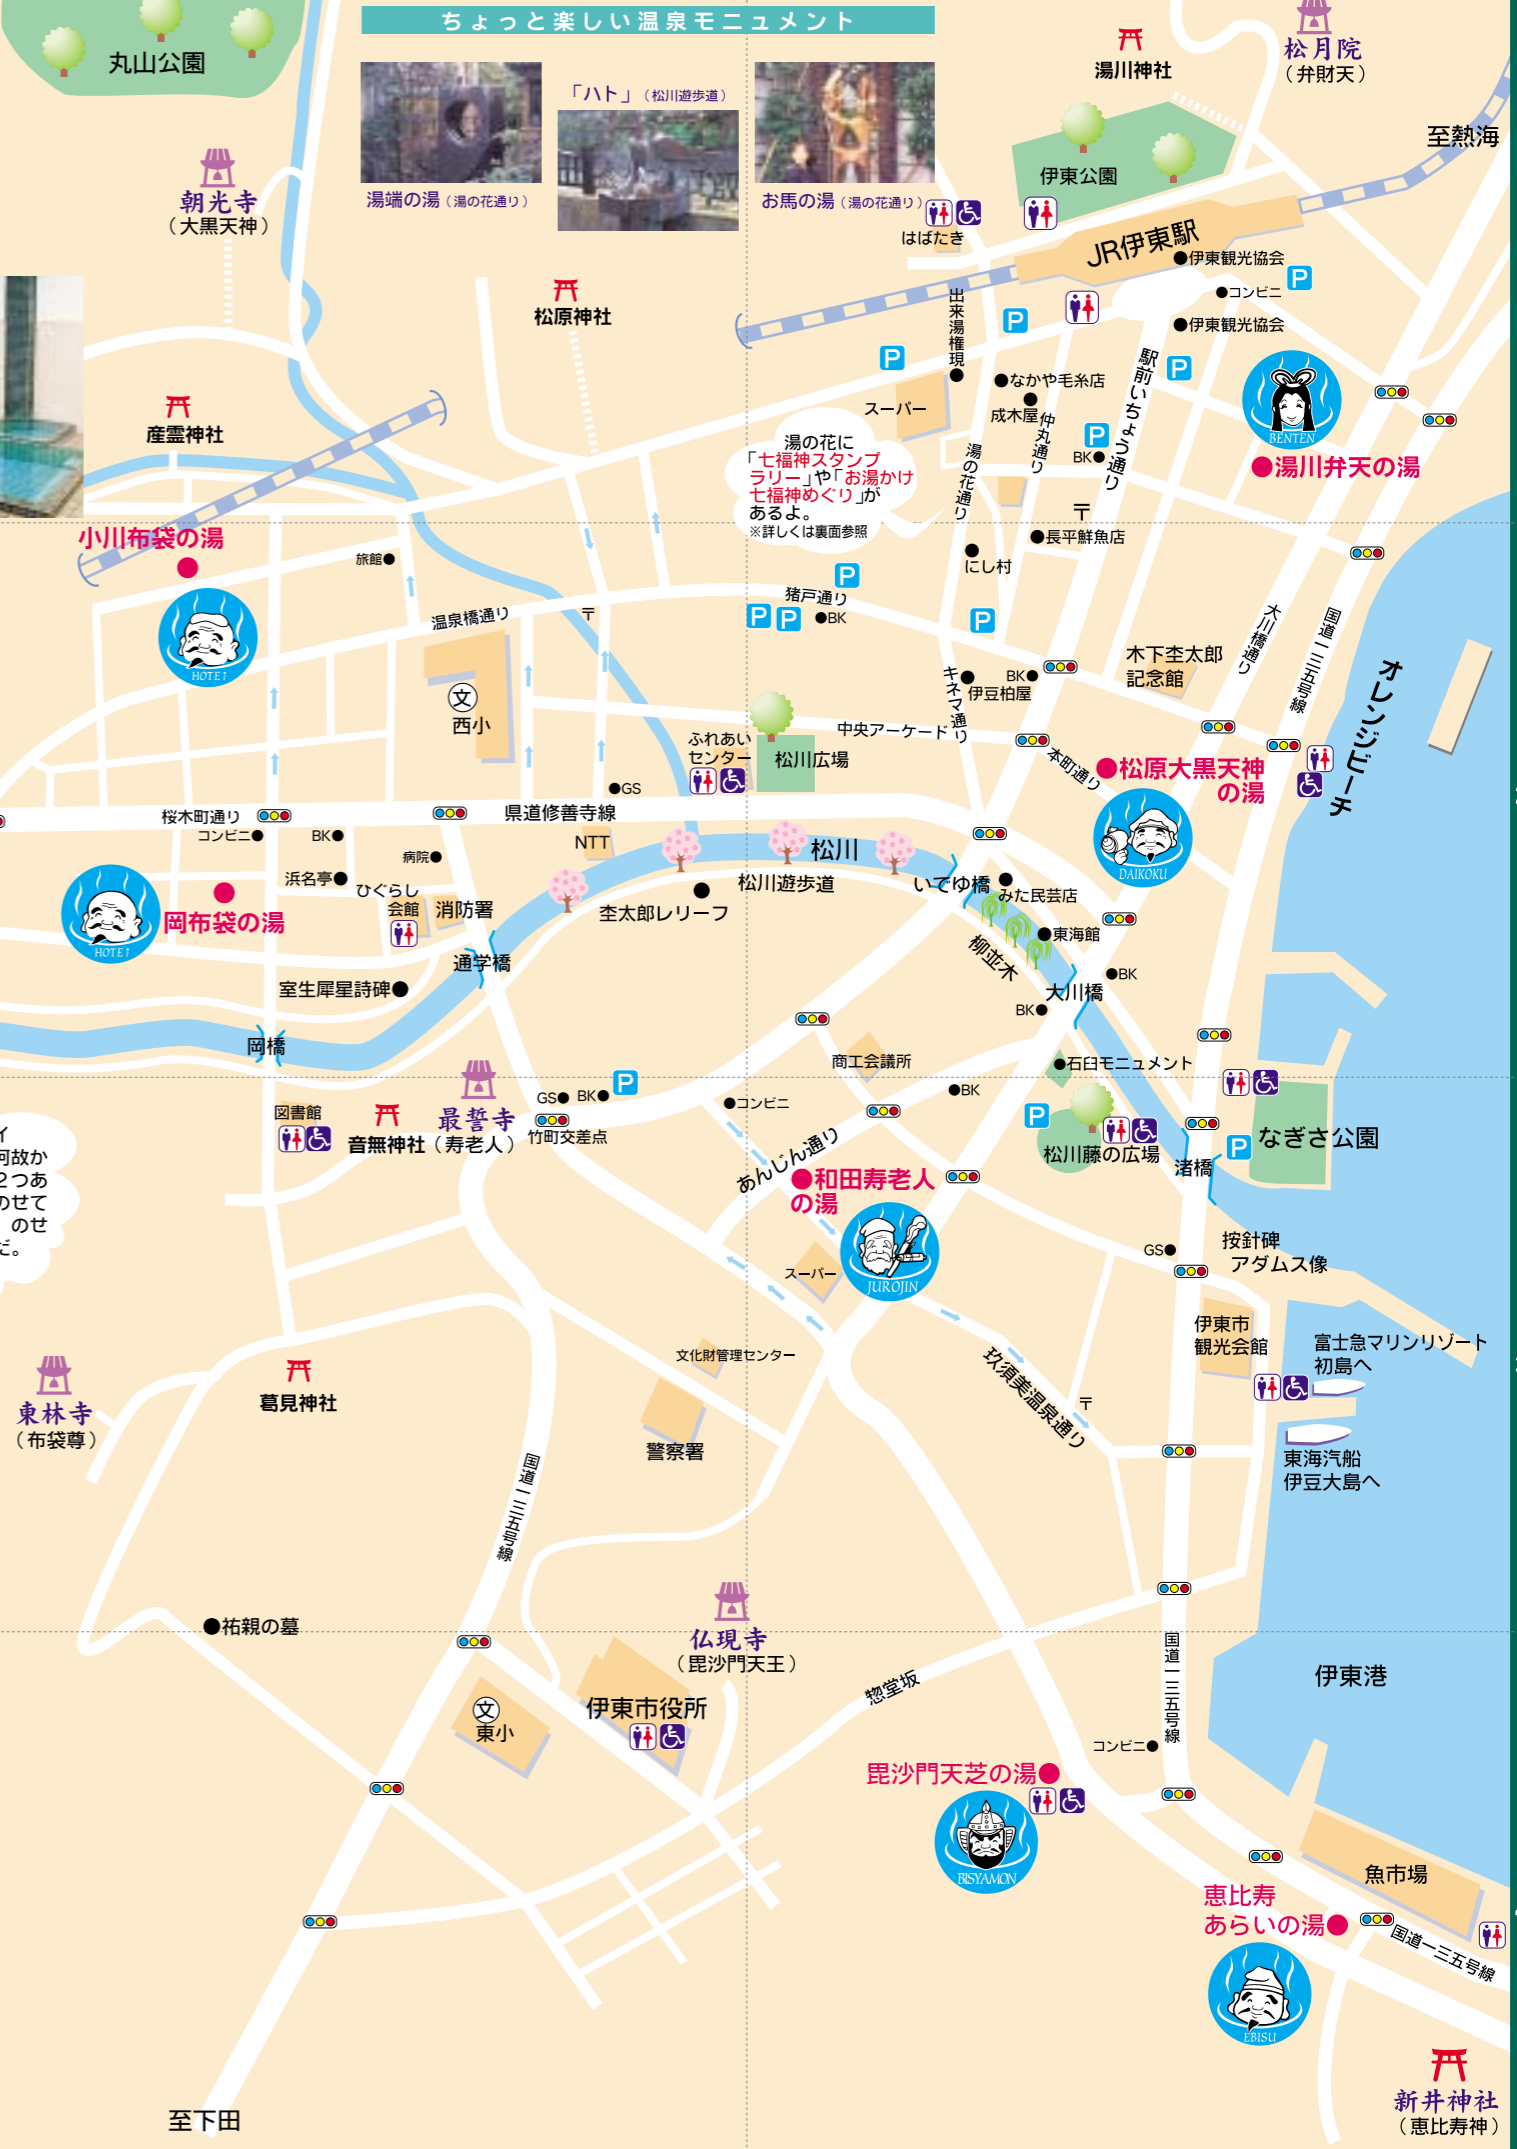 ちょっと楽しい温泉モニュメント
丸山公園
湯川神社
松月院
（弁財天）
「ハト」（松川遊歩道）
至熱海
伊東公園
朝光寺
（大黒天神）
湯端の湯（湯の花通り）
お馬の湯（湯の花通り）
はばたき
JR伊東駅
●伊東観光協会
P
●コンビニ
松原神社
出来湯権現
P
●伊東観光協会
P
駅前いちょう通り
P
●なかや毛糸店
スーパー
成木屋
仲丸通り
産霊神社
湯の花に
「七福神スタンプ
ラリー」や「お湯かけ
七福神めぐり」が
あるよ。
※詳しくは裏面参照
湯の花通り
P
BK●
BENTEN
●湯川弁天の湯
〒
小川布袋の湯
旅館●
●長平鮮魚店
にし村
P
猪戸通り
P P ●BK
P
温泉橋通り
〒
HOTEI
大川橋通り
国道一三五号線
木下杢太郎
記念館
オレンジビーチ
キネマ通り
BK●
伊豆柏屋
文
西小
中央アーケード
ふれあい
センター
松川広場
本町通り
●松原大黒天神
の湯
DAIKOKU
●GS
桜木町通り
県道修善寺線
コンビニ●
BK●
NTT
病院●
松川
浜名亭●
松川遊歩道
いでゆ橋
みた民芸店
ひぐらし
会館
消防署
杢太郎レリーフ
HOTEI
岡布袋の湯
●東海館
柳並木
通学橋
●BK
大川橋
BK●
室生犀星詩碑●
岡橋
商工会議所
●石臼モニュメント
GS● BK● P
●BK
●コンビニ
図書館
最誓寺
音無神社（寿老人）
竹町交差点
P
あんじん通り
松川藤の広場
渚橋
P
なぎさ公園
●和田寿老人
の湯
JUROJIN
イ
何故か
2つあ
のせて
のせ
だ。
GS●
按針碑
アダムス像
スーパー
伊東市
観光会館
富士急マリンリゾート
初島へ
文化財管理センター
玖須美温泉通り
〒
東林寺
（布袋尊）
葛見神社
警察署
東海汽船
伊豆大島へ
国道一三五号線
●祐親の墓
仏現寺
（毘沙門天王）
国道一三五号線
惣堂坂
伊東港
文
東小
伊東市役所
コンビニ●
毘沙門天芝の湯●
BISYAMON
魚市場
恵比寿
あらいの湯●
国道一三五号線
EBISU
至下田
新井神社
（恵比寿神）